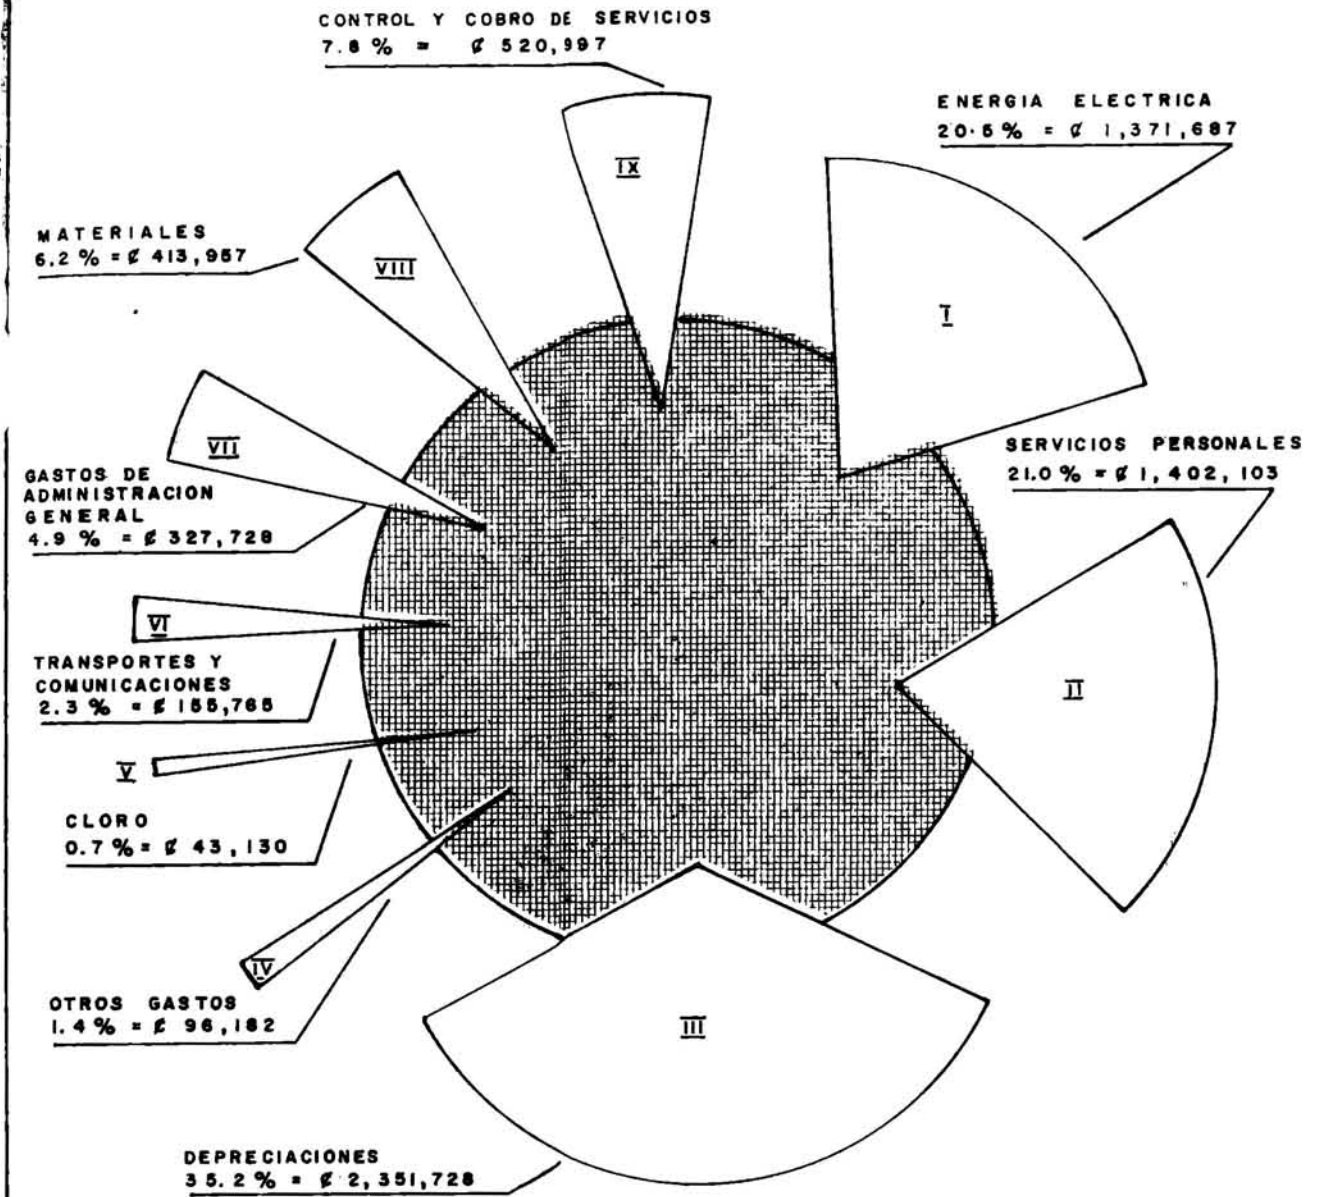 CONTROL Y COBRO DE SERVICIOS
7.8 % = ₡ 520,997
IX
ENERGIA ELECTRICA
20.5 % = ₡ 1,371,687
I
MATERIALES
6.2 % = ₡ 413,957
VIII
SERVICIOS PERSONALES
21.0 % = ₡ 1,402,103
II
VII
GASTOS DE
ADMINISTRACION
GENERAL
4.9 % = ₡ 327,728
VI
TRANSPORTES Y
COMUNICACIONES
2.3 % = ₡ 155,765
V
CLORO
0.7 % = ₡ 43,130
IV
OTROS GASTOS
1.4 % = ₡ 96,182
III
DEPRECIACIONES
35.2 % = ₡ 2,351,728